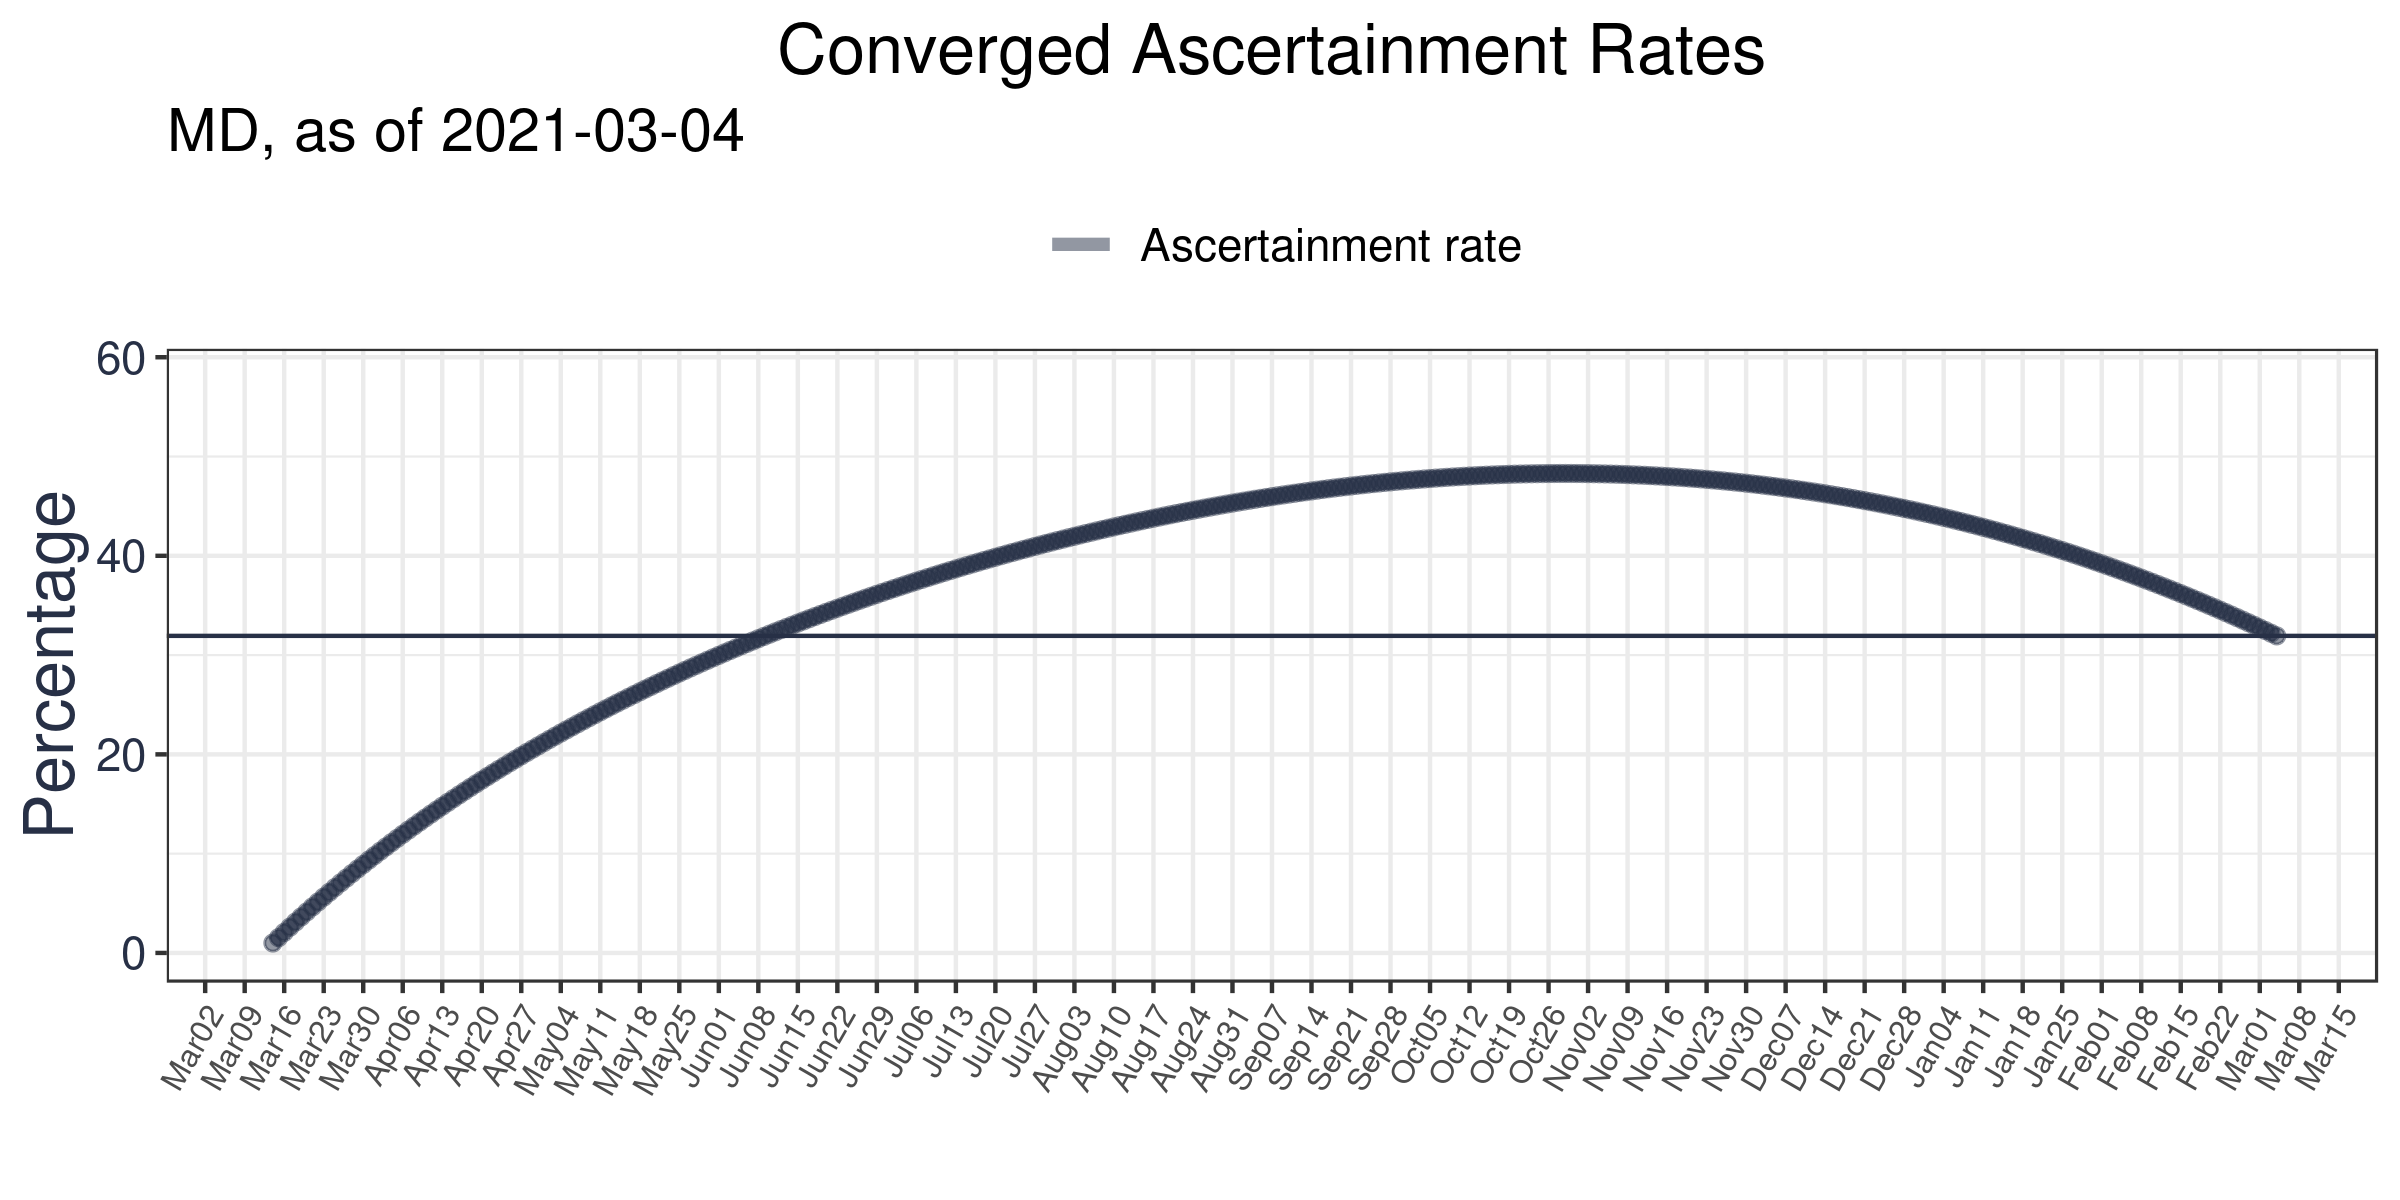 Converged Ascertainment Rates
MD, as of 2021-03-04
Ascertainment rate
Percentage
60
40
20
0
Mar02
Mar09
Mar16
Mar23
Mar30
Apr06
Apr13
Apr20
Apr27
May04
May11
May18
May25
Jun01
Jun08
Jun15
Jun22
Jun29
Jul06
Jul13
Jul20
Jul27
Aug03
Aug10
Aug17
Aug24
Aug31
Sep07
Sep14
Sep21
Sep28
Oct05
Oct12
Oct19
Oct26
Nov02
Nov09
Nov16
Nov23
Nov30
Dec07
Dec14
Dec21
Dec28
Jan04
Jan11
Jan18
Jan25
Feb01
Feb08
Feb15
Feb22
Mar01
Mar08
Mar15